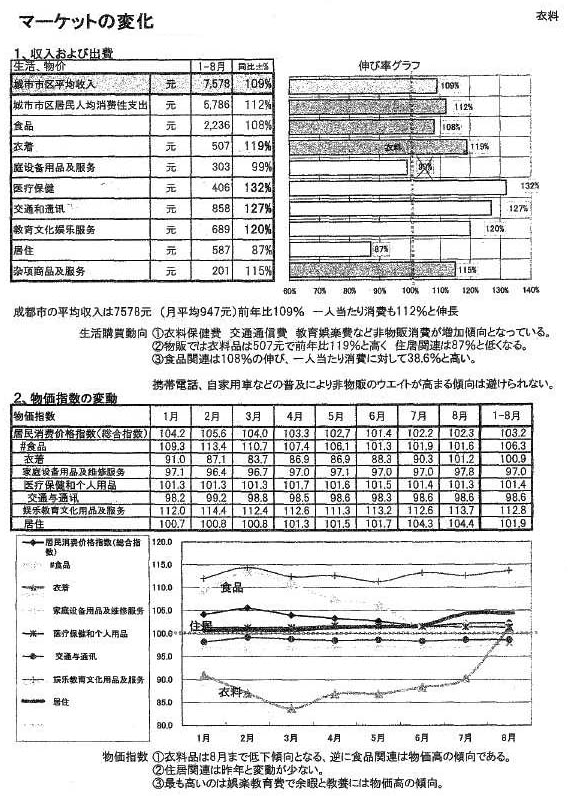 マーケットの変化
衣料
1、収入および出費
生活、物价 1-8月 同比±%
城市市区平均收入 元 7,578 109%
城市市区居民人均消费性支出 元 5,786 112%
食品 元 2,236 108%
衣着 元 507 119%
庭设备用品及服务 元 303 99%
医疗保健 元 406 132%
交通和通讯 元 858 127%
教育文化娱乐服务 元 689 120%
居住 元 587 87%
杂项商品及服务 元 201 115%
伸び率グラフ
109%
112%
108%
衣料 119%
99%
132%
127%
120%
87%
115%
60% 70% 80% 90% 100% 110% 120% 130% 140%
成都市の平均収入は7578元 (月平均947元)前年比109% 一人当たり消費も112%と伸長
生活購買動向 ①衣料保健費 交通通信費 教育娯楽費など非物販消費が増加傾向となっている。
②物販では衣料品は507元で前年比119%と高く 住居関連は87%と低くなる。
③食品関連は108%の伸び、一人当たり消費に対して38.6%と高い。
携帯電話、自家用車などの普及により非物販のウエイトが高まる傾向は避けられない。
2、物価指数の変動
物价指数 1月 2月 3月 4月 5月 6月 7月 8月 1-8月
居民消费价格指数(総合指数) 104.2 105.6 104.0 103.3 102.7 101.4 102.2 102.3 103.2
#食品 109.3 113.4 110.7 107.4 106.1 101.3 101.9 101.6 106.3
衣着 91.0 87.1 83.7 86.9 86.9 88.3 90.3 101.2 100.9
家庭设备用品及维修服务 97.1 96.4 96.7 97.0 97.1 97.0 97.0 97.8 97.0
医疗保健和个人用品 101.3 101.3 101.3 101.7 101.6 101.5 101.4 101.3 101.4
交通与通讯 98.2 99.2 98.8 98.5 98.6 98.3 98.6 98.6 98.6
娱乐教育文化用品及服务 112.0 114.4 112.4 112.6 111.3 113.2 112.6 113.7 112.8
居住 100.7 100.8 100.8 101.3 101.5 101.7 104.3 104.4 101.9
居民消费价格指数(総合指
数)
#食品
衣着
家庭设备用品及维修服务
医疗保健和个人用品
交通与通讯
娱乐教育文化用品及服务
居住
120.0
115.0
110.0
105.0
100.0
95.0
90.0
85.0
80.0
食品
住居
衣料
1月 2月 3月 4月 5月 6月 7月 8月
物価指数 ①衣料品は8月まで低下傾向となる、逆に食品関連は物価高の傾向である。
②住居関連は昨年と変動が少ない。
③最も高いのは娯楽教育費で余暇と教養には物価高の傾向。